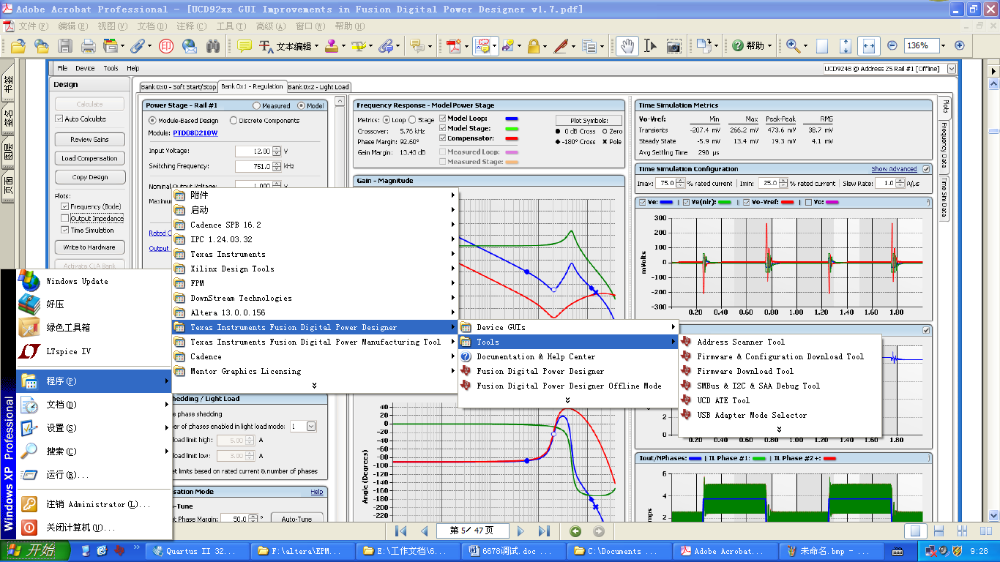 Adobe Acrobat Professional - [UCD92xx GUI Improvements in Fusion Digital Power Designer v1.7.pdf]
文件(F) 编辑(E) 视图(V) 文档(D) 注释(C) 工具(T) 高级(A) 窗口(W) 帮助(H)
文本编辑 帮助 136%
书签
签名
图层
页面
File Device Tools Help
UCD9248 @ Address 25 Rail #1 [Offline]
Design
Calculate
Auto Calculate
Review Gains
Load Compensation
Copy Design
Plots:
Frequency (Bode)
Output Impedance
Time Simulation
Write to Hardware
Activate CLA Bank
Bank 0x0 - Soft Start/Stop Bank 0x1 - Regulation Bank 0x2 - Light Load
Power Stage - Rail #1 Measured Model
Module-Based Design Discrete Components
Module: PTD08D210W
Input Voltage: 12.00 V
Switching Frequency: 751.0 kHz
Nominal Output Voltage: 1.000
Maximu
Rated C
Output
Frequency Response - Model Power Stage
Metrics: Loop Stage
Crossover: 5.76 kHz
Phase Margin: 92.60°
Gain Margin: 13.43 dB
Model Loop:
Model Stage:
Compensator:
Measured Loop:
Measured Stage:
Plot Symbols:
0 dB Cross Zero
-180° Cross Pole
Gain - Magnitude
Time Simulation Metrics
Vo-Vref: Min Max Peak-Peak RMS
Transients -207.4 mV 266.2 mV 473.6 mV 38.7 mV
Steady State -5.9 mV 13.4 mV 19.3 mV 4.1 mV
Avg Settling Time 298 µs
Time Simulation Configuration Show Advanced
Imax: 75.0 % rated current | Imin: 25.0 % rated current | Slew Rate: 1.0 A/µs
Ve: | Ve(nlr): | Vo-Vref: | Vo:
Plots
Frequency Data
Time Sim Data
mVolts
300
200
100
0
-100
-200
-300
0.20 0.40 0.60 0.80 1.00 1.20 1.40 1.60 1.80
附件
启动
Cadence SPB 16.2
IPC 1.24.03.32
Texas Instruments
Xilinx Design Tools
FPM
DownStream Technologies
Altera 13.0.0.156
Texas Instruments Fusion Digital Power Designer
Texas Instruments Fusion Digital Power Manufacturing Tool
Cadence
Mentor Graphics Licensing
Device GUIs
Tools
Documentation & Help Center
Fusion Digital Power Designer
Fusion Digital Power Designer Offline Mode
Address Scanner Tool
Firmware & Configuration Download Tool
Firmware Download Tool
SMBus & I2C & SAA Debug Tool
UCD ATE Tool
USB Adapter Mode Selector
2
0
0.20 0.40 0.60 0.80 1.00 1.20 1.40 1.60 1.80
Windows XP Professional
Windows Update
好压
绿色工具箱
LTspice IV
程序(P)
文档(D)
设置(S)
搜索(C)
运行(R)...
注销 Administrator(L)...
关闭计算机(U)...
hedding / Light Load
e phase shedding
er of phases enabled in light load mode: 1
oad limit high: 5.00 A
oad limit low: 3.00 A
et limits based on rated current & number of phases
sation Mode Help
o-Tune
et Phase Margin: 50.0 ° Auto-Tune
Angle (Degrees)
40
20
0
-20
-40
-60
-80
-100
-120
-140
-160
-180
-200
-220
Iout/NPhases: | IL Phase #1: | IL Phase #2+:
mps
6
4
2
第 5/ 47 页
开始 Quartus II 32... F:\altera\EPM... E:\工作文档\6... 6678调试.doc ... C:\Documents ... Adobe Acrobat... 未命名.bmp - ... 9:28